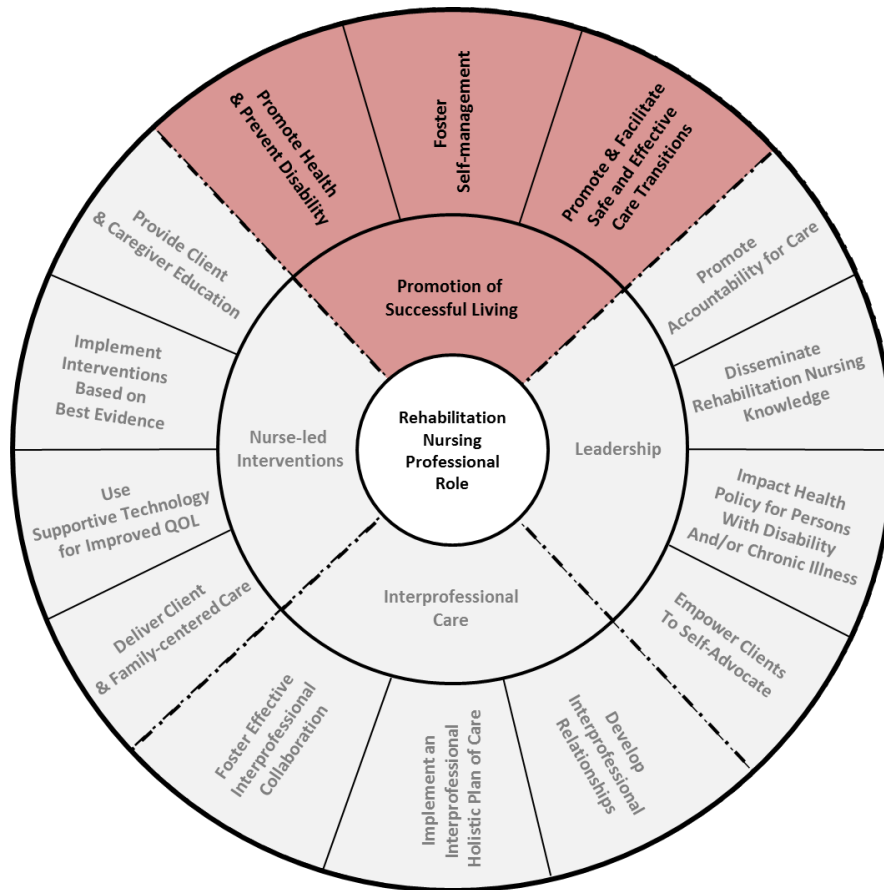 Promote Health
& Prevent Disability
Foster
Self-management
Promote & Facilitate
Safe and Effective
Care Transitions
Promotion of
Successful Living
Provide Client
& Caregiver Education
Implement
Interventions
Based on
Best Evidence
Use
Supportive Technology
for Improved QOL
Deliver Client
& Family-centered Care
Nurse-led
Interventions
Rehabilitation
Nursing
Professional
Role
Leadership
Promote
Accountability for Care
Disseminate
Rehabilitation Nursing
Knowledge
Impact Health
Policy for Persons
With Disability
And/or Chronic Illness
Empower Clients
To Self-Advocate
Interprofessional
Care
Foster Effective
Interprofessional
Collaboration
Implement an
Interprofessional
Holistic Plan of Care
Develop
Interprofessional
Relationships